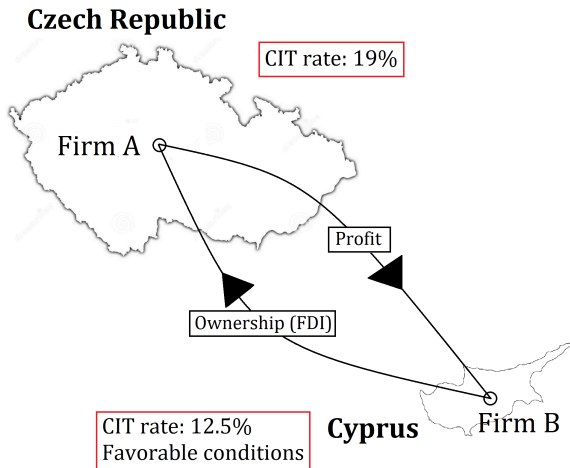 Czech Republic
CIT rate: 19%
Firm A
Profit
Ownership (FDI)
CIT rate: 12.5%
Favorable conditions
Cyprus
Firm B